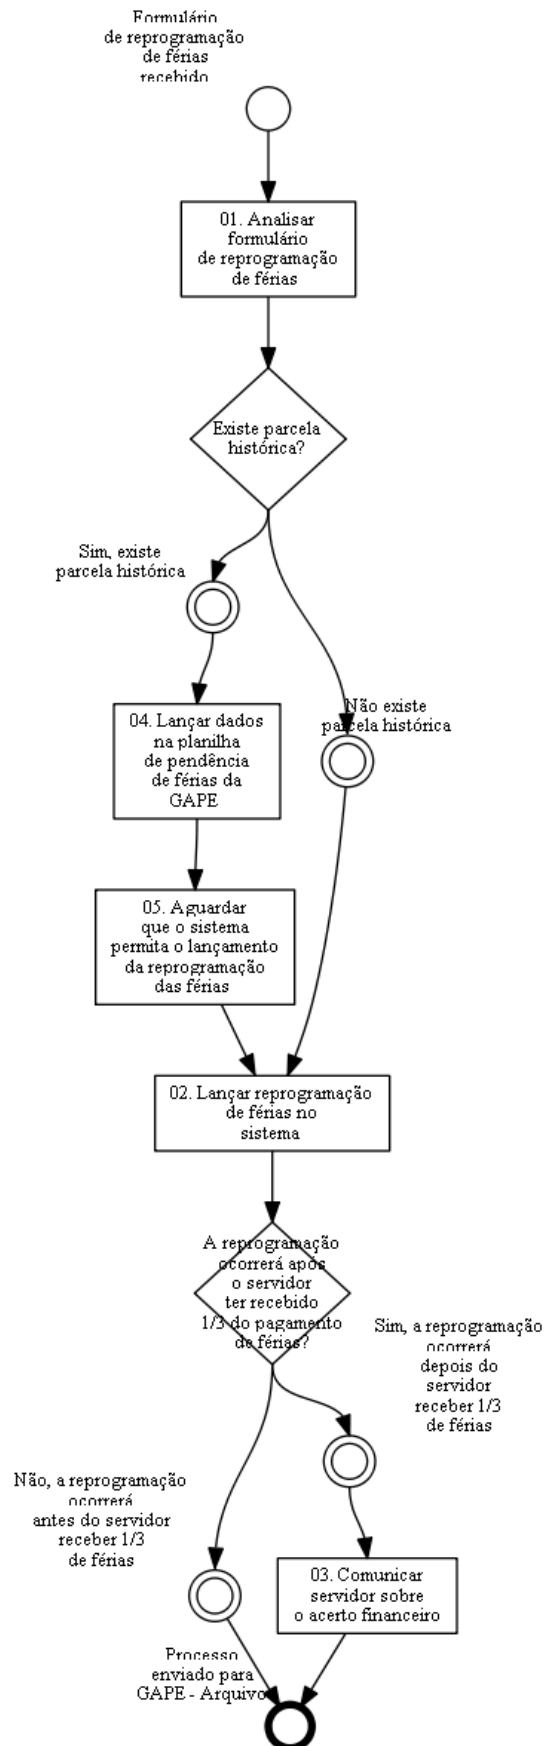 Formulário
de reprogramação
de férias
recebido
01. Analisar
formulário
de reprogramação
de férias
Existe parcela
histórica?
Sim, existe
parcela histórica
Não existe
parcela histórica
04. Lançar dados
na planilha
de pendência
de férias da
GAPE
05. Aguardar
que o sistema
permita o lançamento
da reprogramação
das férias
02. Lançar reprogramação
de férias no
sistema
A reprogramação
ocorrerá após
o servidor
ter recebido
1/3 do pagamento
de férias?
Sim, a reprogramação
ocorrerá
depois do
servidor
receber 1/3
de férias
Não, a reprogramação
ocorrerá
antes do servidor
receber 1/3
de férias
03. Comunicar
servidor sobre
o acerto financeiro
Processo
enviado para
GAPE - Arquivo